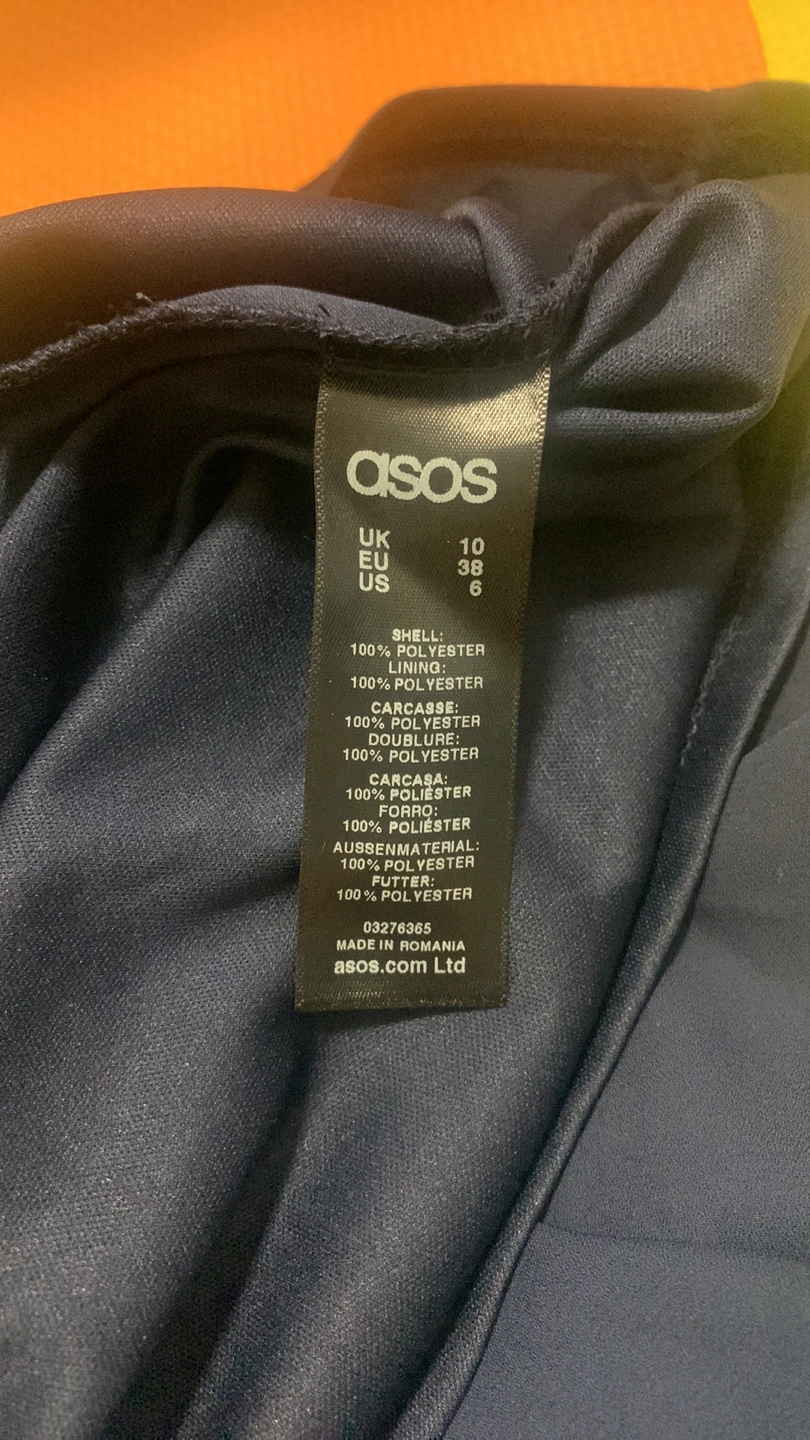 asos
UK 10
EU 38
US 6
SHELL:
100% POLYESTER
LINING:
100% POLYESTER
CARCASSE:
100% POLYESTER
DOUBLURE:
100% POLYESTER
CARCASA:
100% POLIÉSTER
FORRO:
100% POLIÉSTER
AUSSENMATERIAL:
100% POLYESTER
FUTTER:
100% POLYESTER
03276365
MADE IN ROMANIA
asos.com Ltd